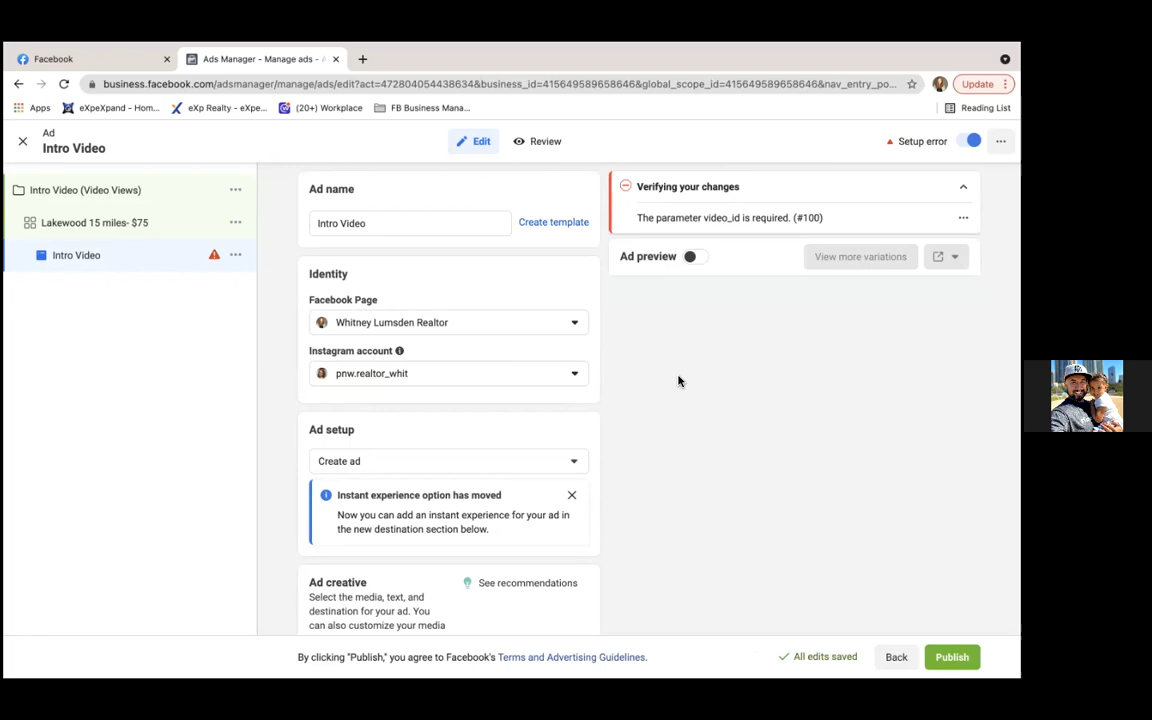 Facebook
Ads Manager - Manage ads - A
business.facebook.com/adsmanager/manage/ads/edit?act=472804054438634&business_id=415649589658646&global_scope_id=415649589658646&nav_entry_po...
Update
Apps
eXpeXpand - Hom...
eXp Realty - eXpe...
(20+) Workplace
FB Business Mana...
Reading List
Ad
Intro Video
Edit
Review
Setup error
Intro Video (Video Views)
Lakewood 15 miles- $75
Intro Video
Ad name
Intro Video
Create template
Identity
Facebook Page
Whitney Lumsden Realtor
Instagram account
pnw.realtor_whit
Ad setup
Create ad
Instant experience option has moved
Now you can add an instant experience for your ad in
the new destination section below.
Ad creative
See recommendations
Select the media, text, and
destination for your ad. You
can also customize your media
Verifying your changes
The parameter video_id is required. (#100)
Ad preview
View more variations
By clicking "Publish," you agree to Facebook's Terms and Advertising Guidelines.
All edits saved
Back
Publish